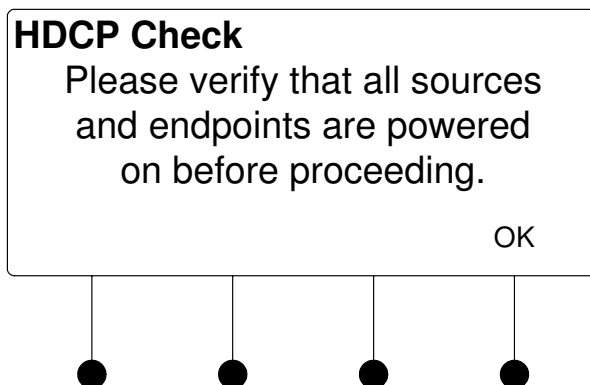 HDCP Check
Please verify that all sources
and endpoints are powered
on before proceeding.
OK